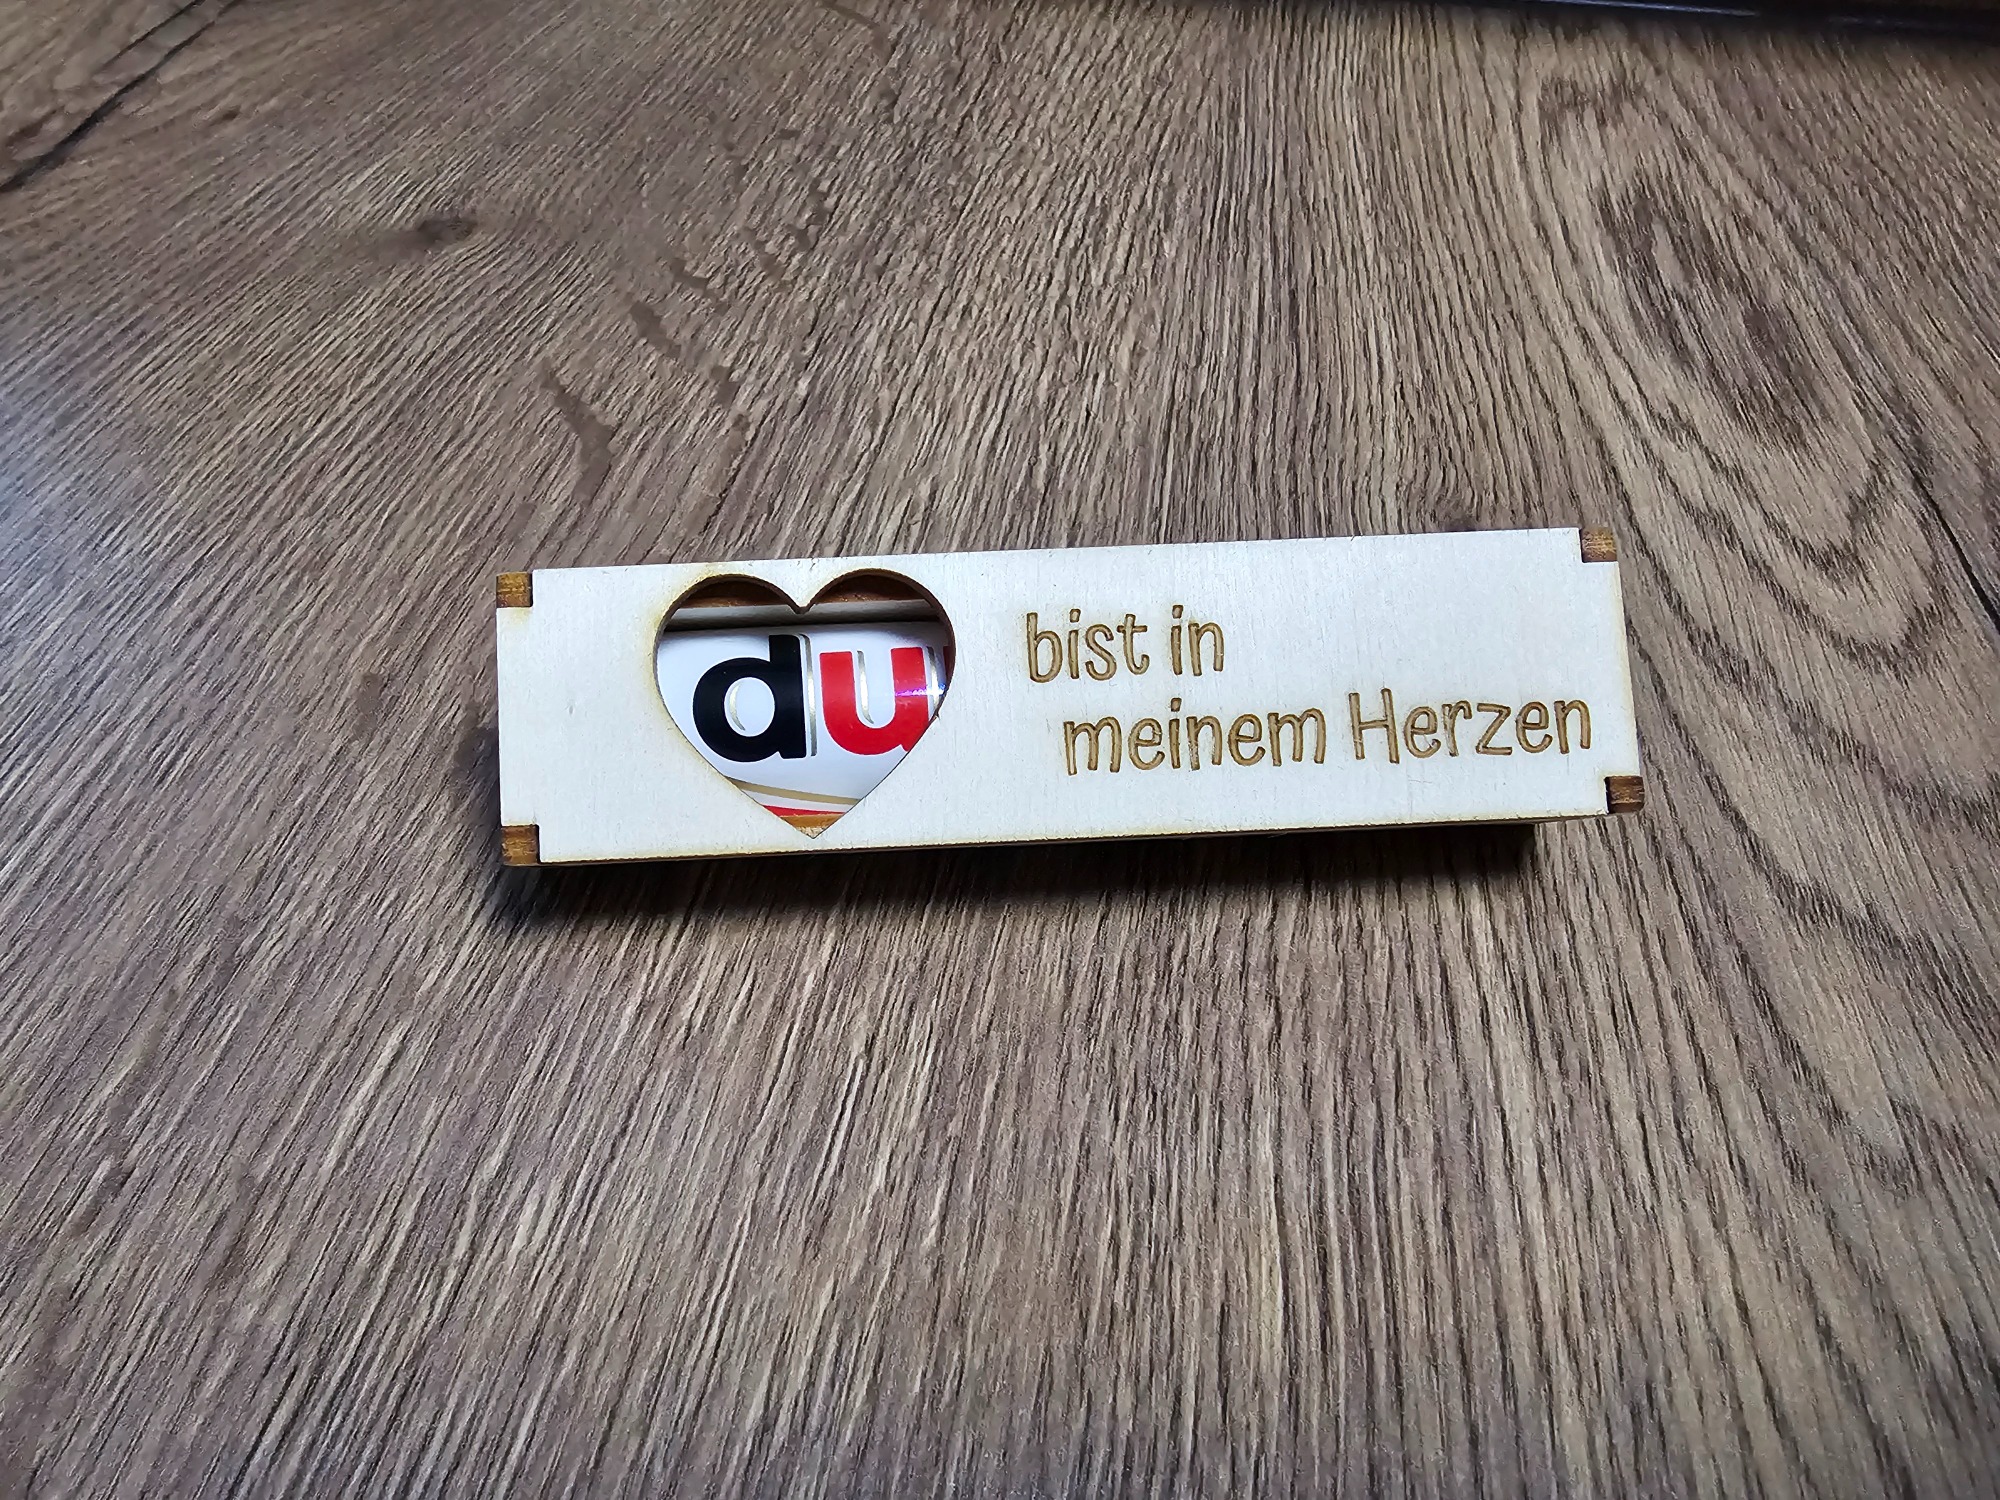 du
bist in
meinem Herzen